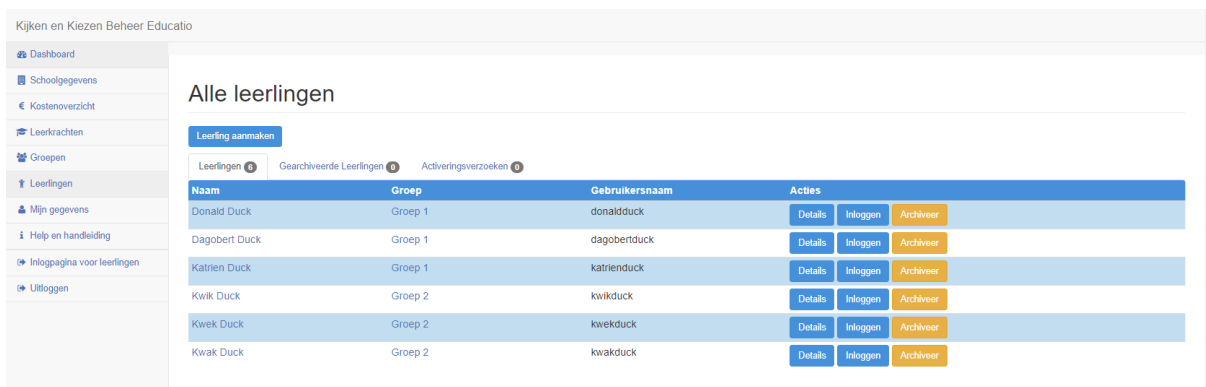 Kijken en Kiezen Beheer Educatio
Dashboard
Schoolgegevens
€ Kostenoverzicht
Leerkrachten
Groepen
Leerlingen
Mijn gegevens
Help en handleiding
Inlogpagina voor leerlingen
Uitloggen
Alle leerlingen
Leerling aanmaken
Leerlingen 6 Gearchiveerde Leerlingen 0 Activeringsverzoeken 0
Naam Groep Gebruikersnaam Acties
Donald Duck Groep 1 donaldduck Details Inloggen Archiveer
Dagobert Duck Groep 1 dagobertduck Details Inloggen Archiveer
Katrien Duck Groep 1 katrienduck Details Inloggen Archiveer
Kwik Duck Groep 2 kwikduck Details Inloggen Archiveer
Kwek Duck Groep 2 kwekduck Details Inloggen Archiveer
Kwak Duck Groep 2 kwakduck Details Inloggen Archiveer